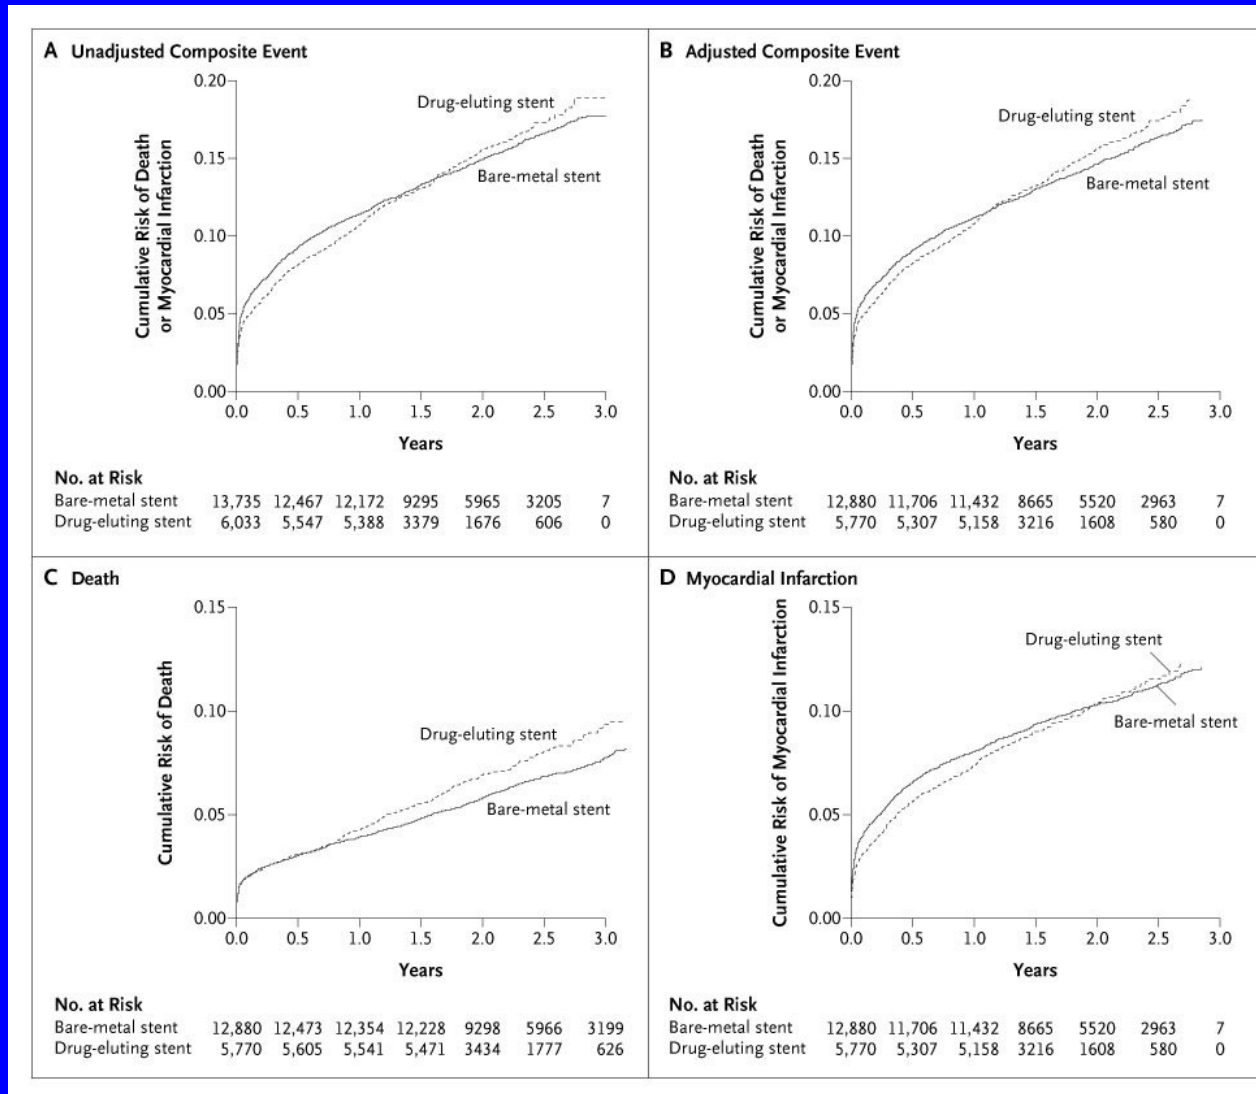 A Unadjusted Composite Event
Cumulative Risk of Death
or Myocardial Infarction
0.20
0.15
0.10
0.05
0.00
Drug-eluting stent
Bare-metal stent
0.0 0.5 1.0 1.5 2.0 2.5 3.0
Years
No. at Risk
Bare-metal stent 13,735 12,467 12,172 9295 5965 3205 7
Drug-eluting stent 6,033 5,547 5,388 3379 1676 606 0
B Adjusted Composite Event
Cumulative Risk of Death
or Myocardial Infarction
0.20
0.15
0.10
0.05
0.00
Drug-eluting stent
Bare-metal stent
0.0 0.5 1.0 1.5 2.0 2.5 3.0
Years
No. at Risk
Bare-metal stent 12,880 11,706 11,432 8665 5520 2963 7
Drug-eluting stent 5,770 5,307 5,158 3216 1608 580 0
C Death
Cumulative Risk of Death
0.15
0.10
0.05
0.00
Drug-eluting stent
Bare-metal stent
0.0 0.5 1.0 1.5 2.0 2.5 3.0
Years
No. at Risk
Bare-metal stent 12,880 12,473 12,354 12,228 9298 5966 3199
Drug-eluting stent 5,770 5,605 5,541 5,471 3434 1777 626
D Myocardial Infarction
Cumulative Risk of Myocardial Infarction
0.15
0.10
0.05
0.00
Drug-eluting stent
Bare-metal stent
0.0 0.5 1.0 1.5 2.0 2.5 3.0
Years
No. at Risk
Bare-metal stent 12,880 11,706 11,432 8665 5520 2963 7
Drug-eluting stent 5,770 5,307 5,158 3216 1608 580 0